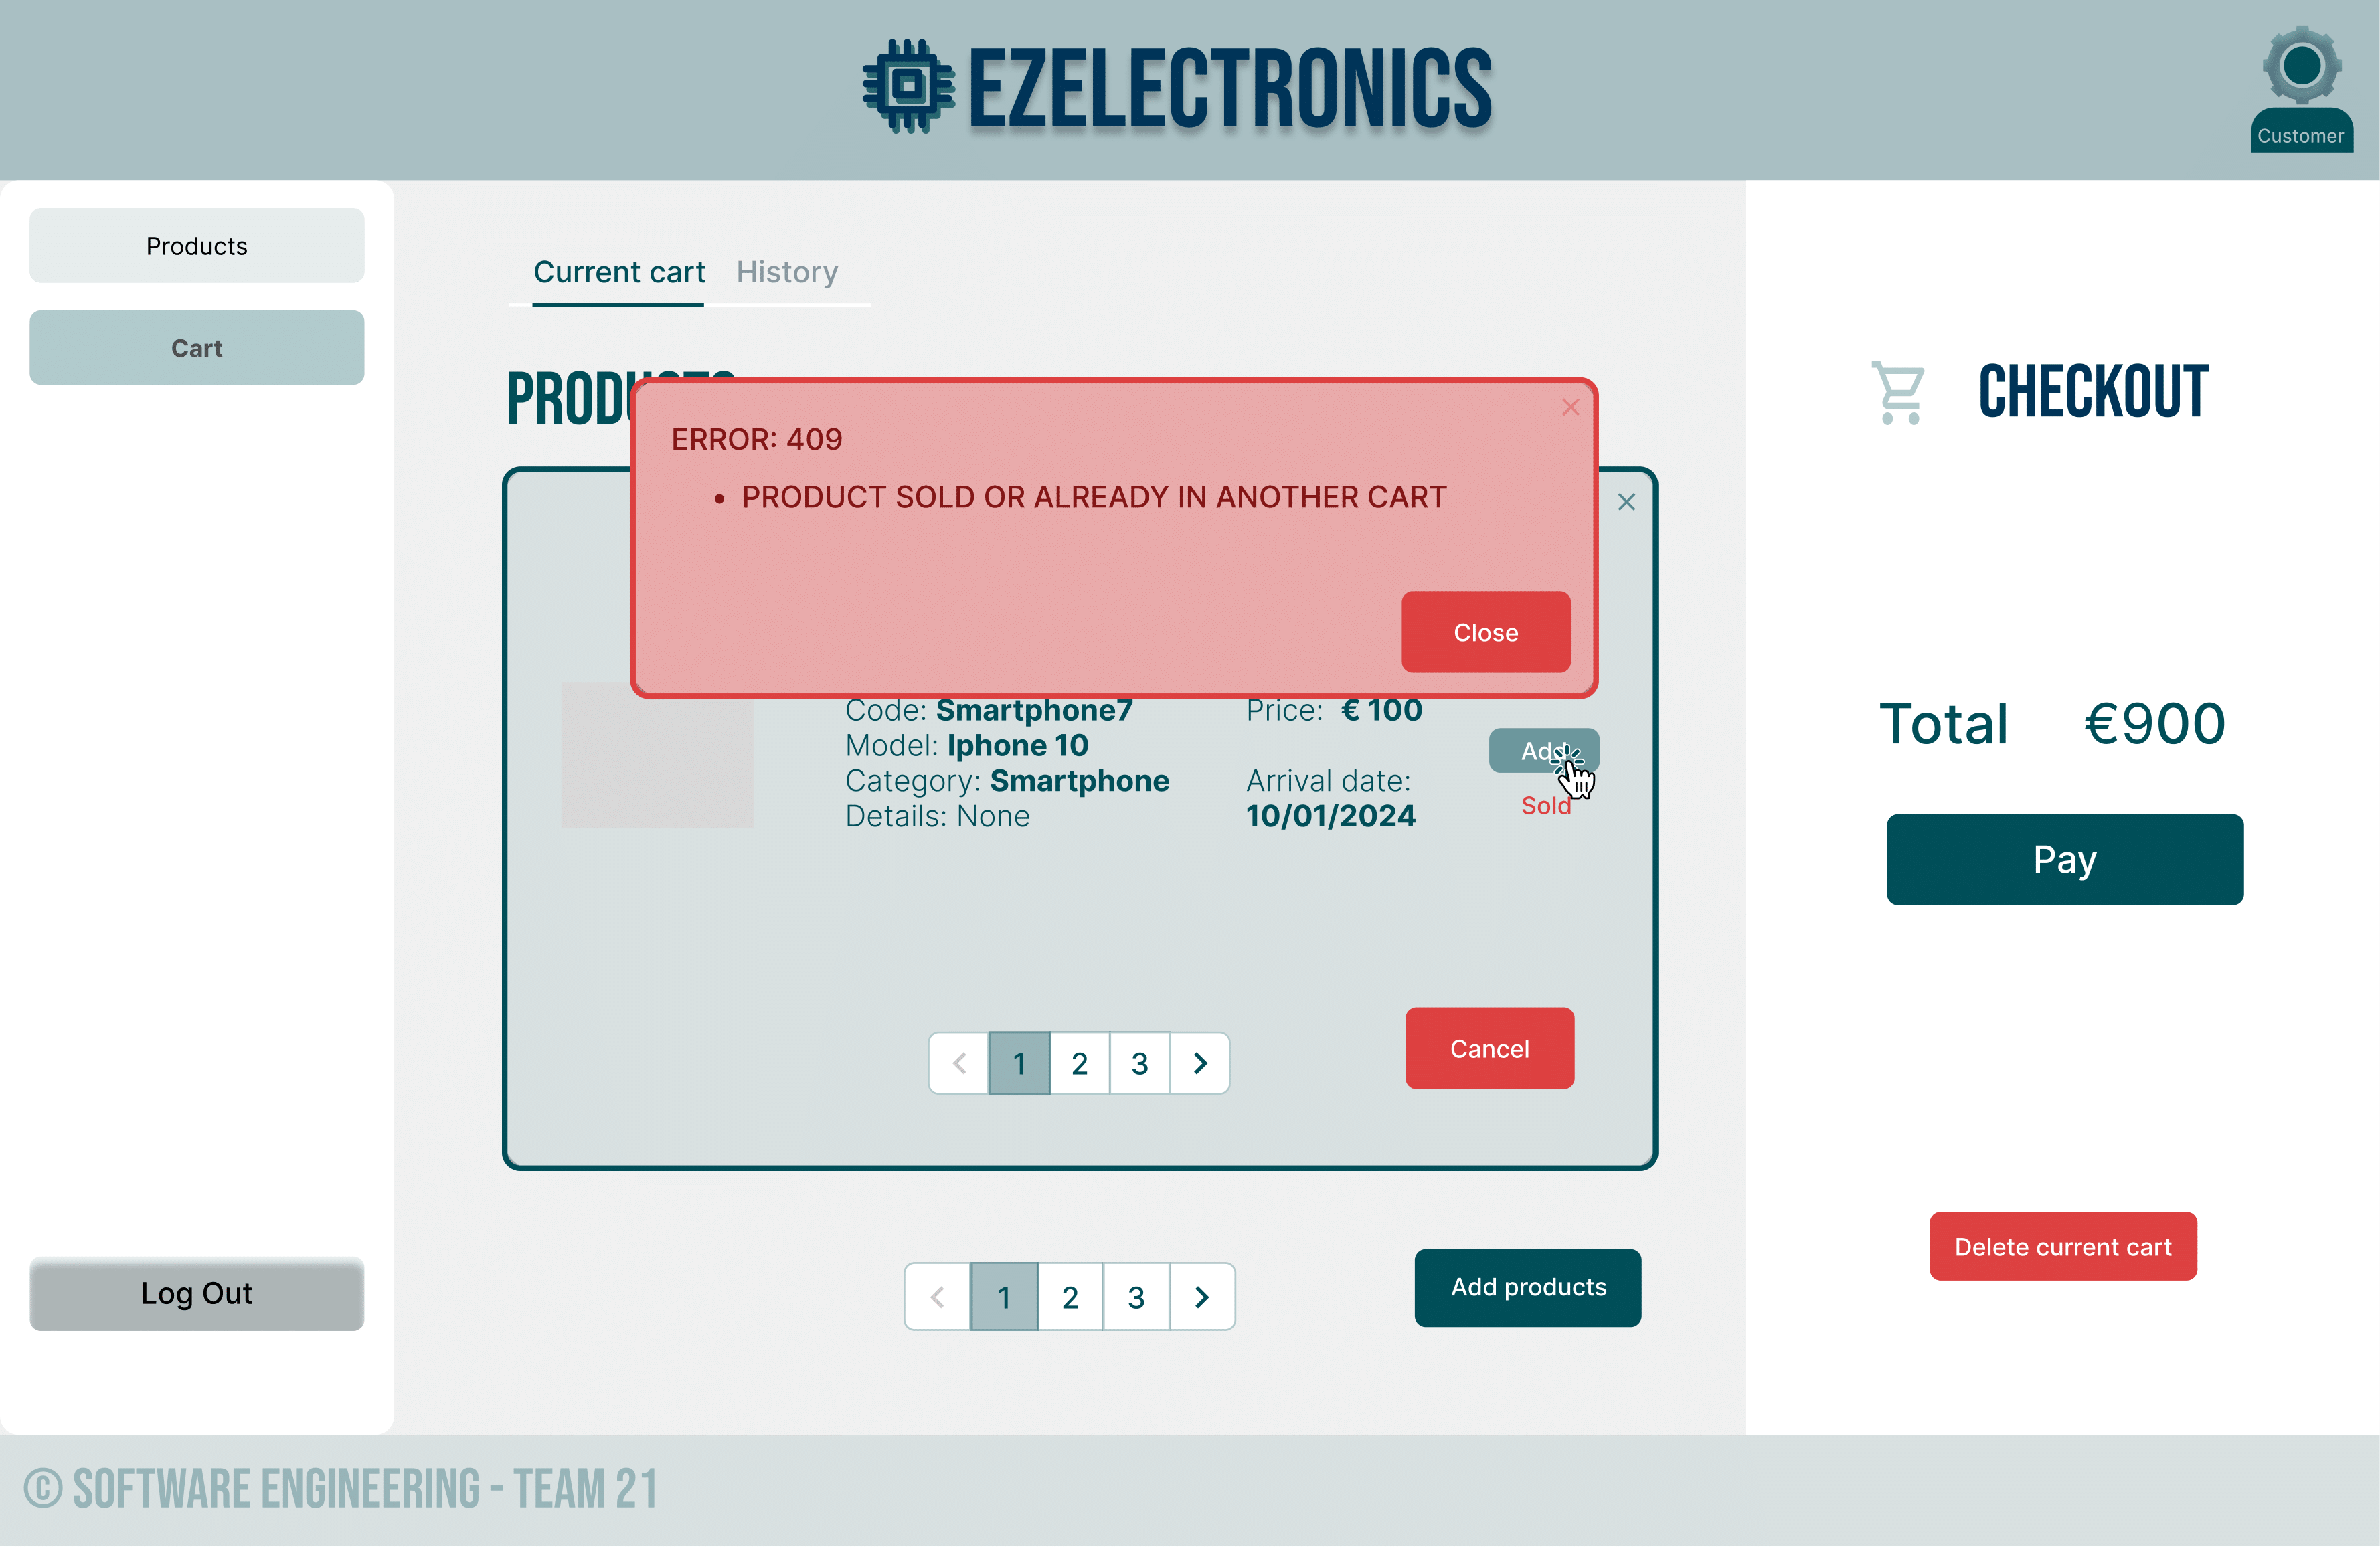 EZELECTRONICS
Customer
Products
Cart
Log Out
Current cart History
ERROR: 409
• PRODUCT SOLD OR ALREADY IN ANOTHER CART
Close
Code: Smartphone7
Model: Iphone 10
Category: Smartphone
Details: None
Price: € 100
Arrival date:
10/01/2024
Add
Sold
1 2 3
Cancel
1 2 3
Add products
CHECKOUT
Total €900
Pay
Delete current cart
© SOFTWARE ENGINEERING - TEAM 21